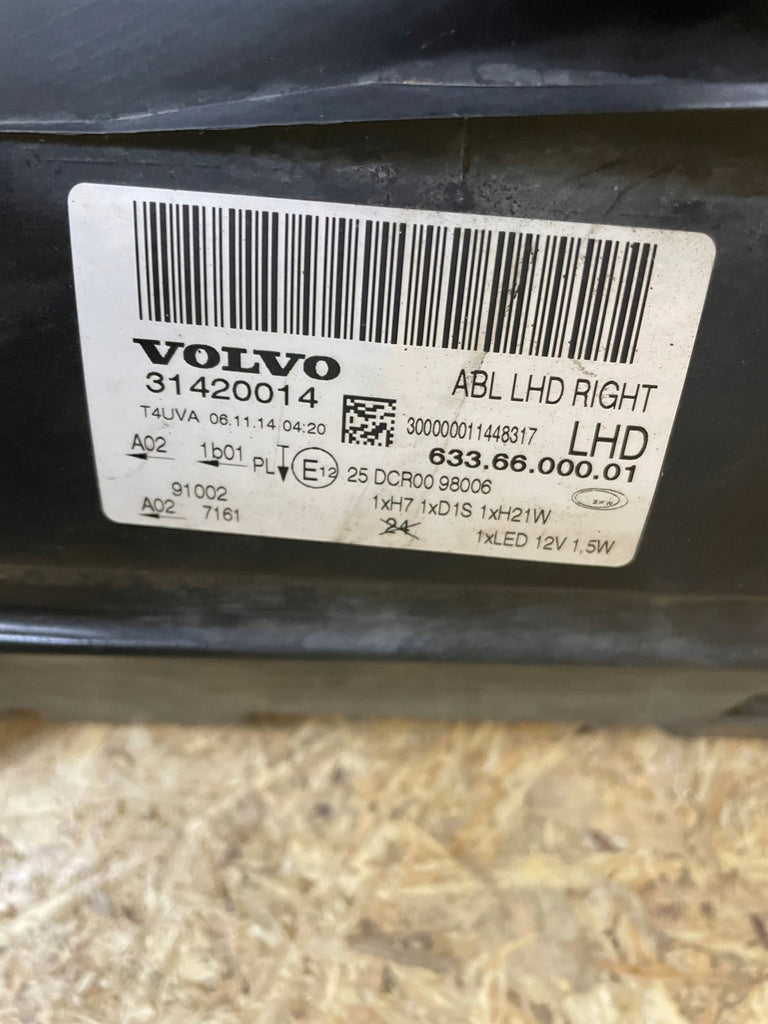 VOLVO
31420014
ABL LHD RIGHT
T4UVA 06.11.14 04:20
300000011448317 LHD
633.66.000.01
A02 1b01 PL E12 25 DCR00 98006
91002
A02 7161
1xH7 1xD1S 1xH21W
24
1xLED 12V 1,5W
ZKW